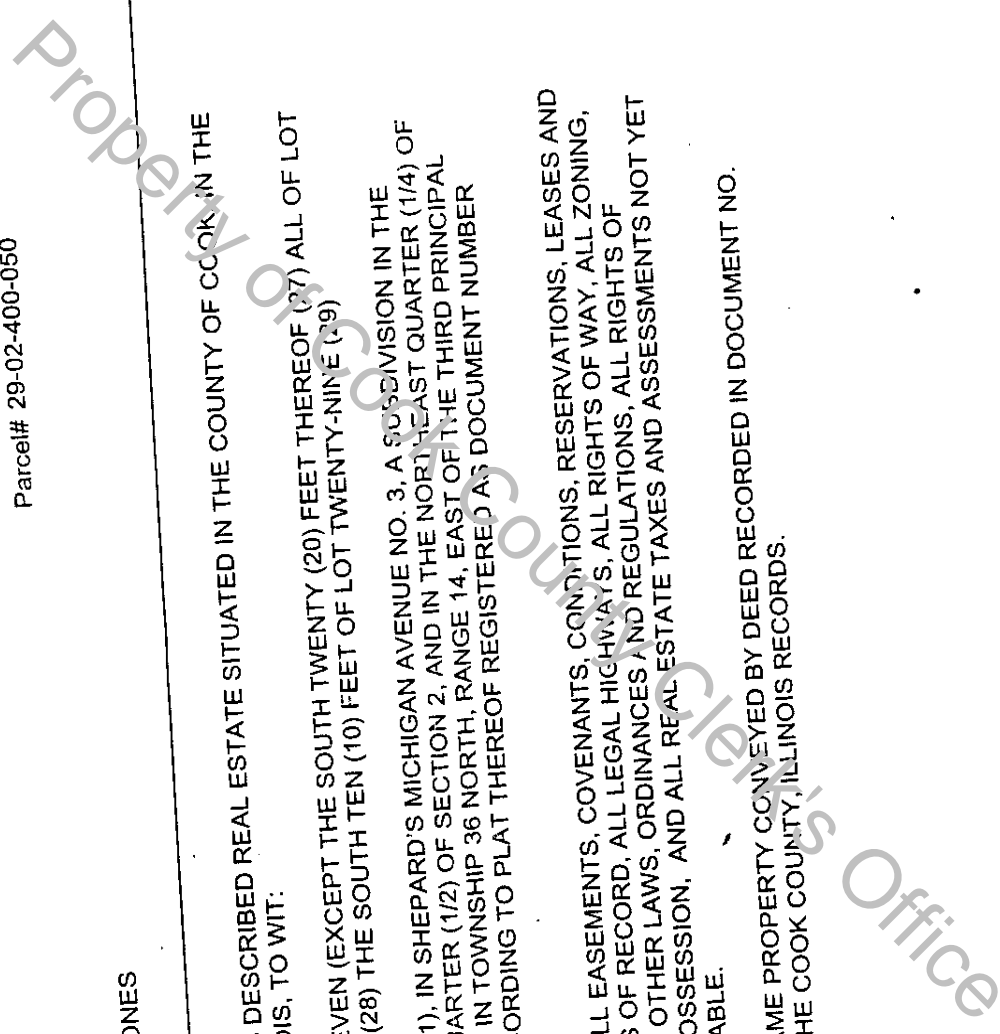 Parcel# 29-02-400-050
ONES
DESCRIBED REAL ESTATE SITUATED IN THE COUNTY OF COOK IN THE
OIS, TO WIT:
EVEN (EXCEPT THE SOUTH TWENTY (20) FEET THEREOF (27) ALL OF LOT
(28) THE SOUTH TEN (10) FEET OF LOT TWENTY-NINE (29)
1), IN SHEPARD'S MICHIGAN AVENUE NO. 3, A SUBDIVISION IN THE
ARTER (1/2) OF SECTION 2, AND IN THE NORTHEAST QUARTER (1/4) OF
IN TOWNSHIP 36 NORTH, RANGE 14, EAST OF THE THIRD PRINCIPAL
ORDING TO PLAT THEREOF REGISTERED AS DOCUMENT NUMBER
LL EASEMENTS, COVENANTS, CONDITIONS, RESERVATIONS, LEASES AND
S OF RECORD, ALL LEGAL HIGHWAYS, ALL RIGHTS OF WAY, ALL ZONING,
OTHER LAWS, ORDINANCES AND REGULATIONS, ALL RIGHTS OF
OSSESSION, AND ALL REAL ESTATE TAXES AND ASSESSMENTS NOT YET
ABLE.
AME PROPERTY CONVEYED BY DEED RECORDED IN DOCUMENT NO.
HE COOK COUNTY, ILLINOIS RECORDS.
Property of Cook County Clerk's Office